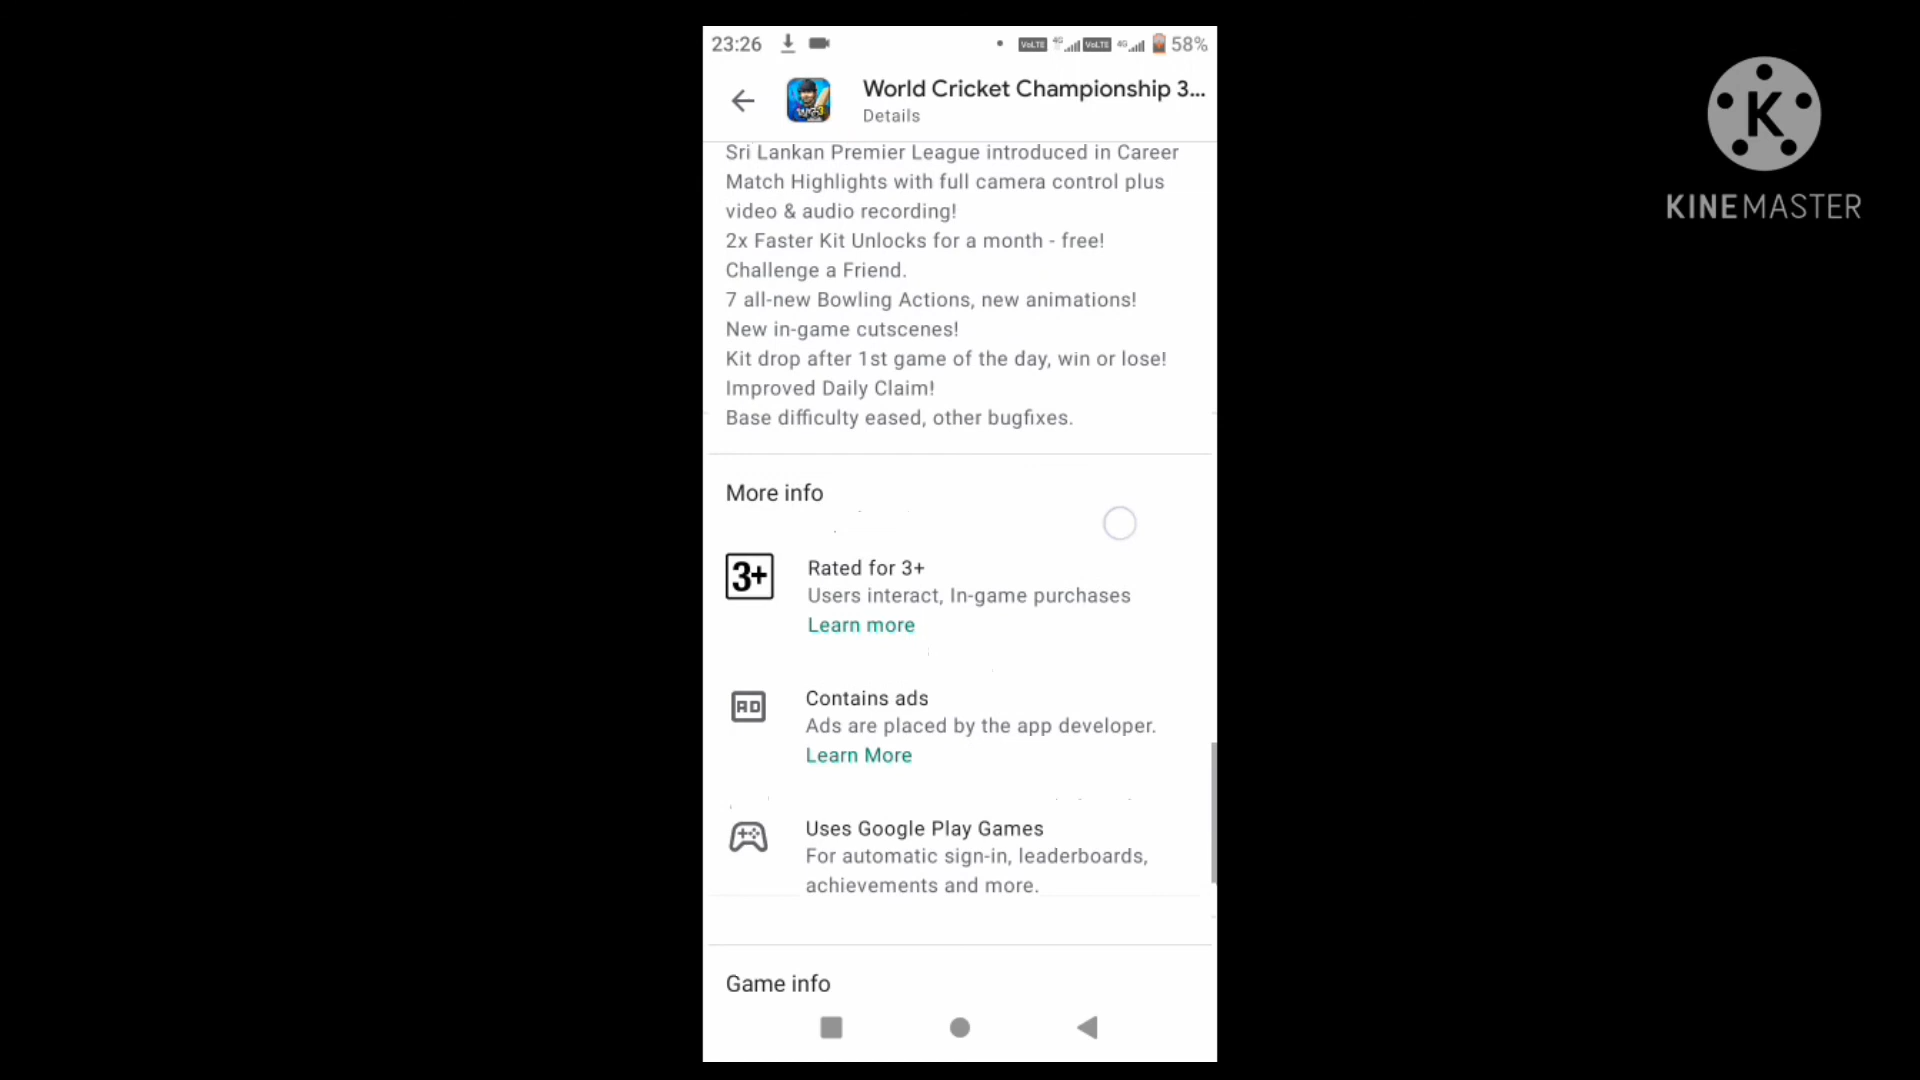 23:26
VoLTE 4G VoLTE 4G 58%
World Cricket Championship 3...
Details
Sri Lankan Premier League introduced in Career
Match Highlights with full camera control plus
video & audio recording!
2x Faster Kit Unlocks for a month - free!
Challenge a Friend.
7 all-new Bowling Actions, new animations!
New in-game cutscenes!
Kit drop after 1st game of the day, win or lose!
Improved Daily Claim!
Base difficulty eased, other bugfixes.
More info
3+
Rated for 3+
Users interact, In-game purchases
Learn more
AD
Contains ads
Ads are placed by the app developer.
Learn More
Uses Google Play Games
For automatic sign-in, leaderboards,
achievements and more.
Game info
K
KINEMASTER